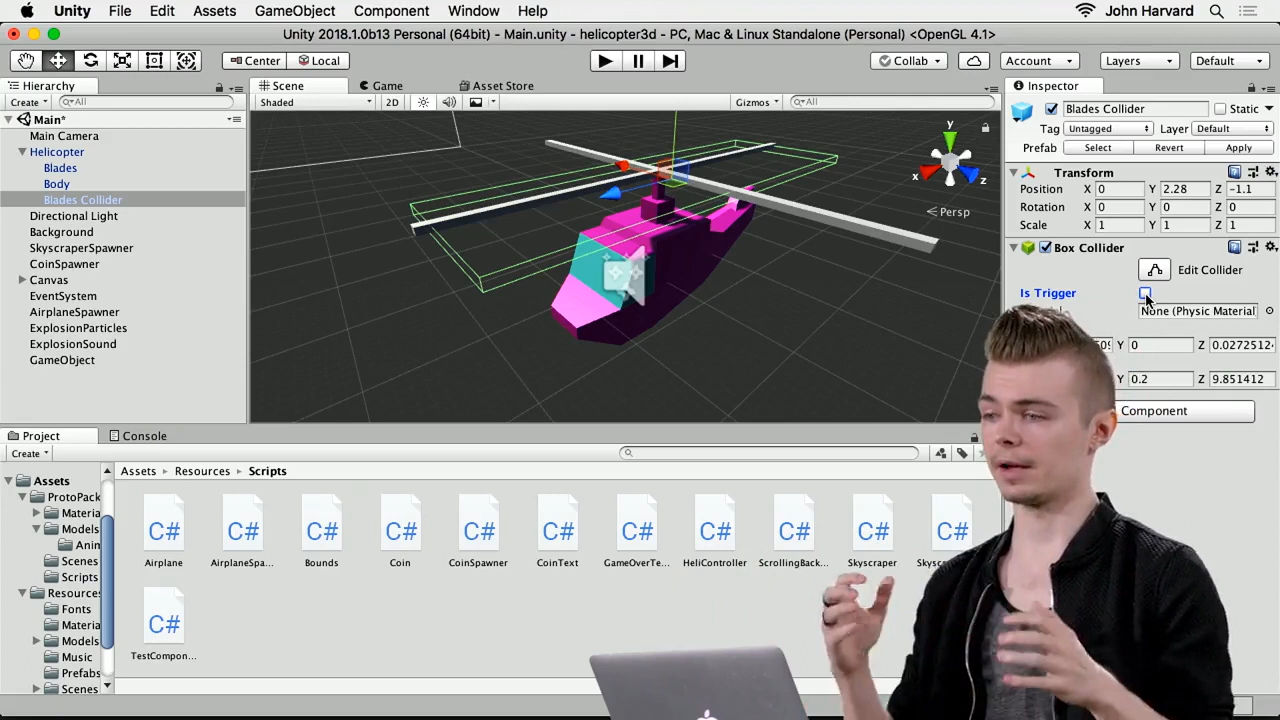 Unity File Edit Assets GameObject Component Window Help John Harvard
Unity 2018.1.0b13 Personal (64bit) - Main.unity - helicopter3d - PC, Mac & Linux Standalone (Personal) <OpenGL 4.1>
Center Local Collab Account Layers Default
Hierarchy Scene Game Asset Store Inspector
Create All Shaded 2D Gizmos All
Blades Collider Static
Main*
Tag Untagged Layer Default
Main Camera
Prefab Select Revert Apply
Helicopter
Blades
Body
Blades Collider
Directional Light
Background
SkyscraperSpawner
CoinSpawner
Canvas
EventSystem
AirplaneSpawner
ExplosionParticles
ExplosionSound
GameObject
y
x
z
Persp
Transform
Position X 0 Y 2.28 Z -1.1
Rotation X 0 Y 0 Z 0
Scale X 1 Y 1 Z 1
Box Collider
Edit Collider
Is Trigger
None (Physic Material
Y 0 Z 0.0272512
Y 0.2 Z 9.851412
Component
Project Console
Create
Assets Resources Scripts
Assets
ProtoPack
Materia
Models
Anin
Scenes
Scripts
Resources
Fonts
Materia
Models
Music
Prefabs
Scenes
C# C# C# C# C# C# C# C# C# C# C#
Airplane AirplaneSpa... Bounds Coin CoinSpawner CoinText GameOverTe... HeliController ScrollingBack... Skyscraper Skysc
C#
TestCompon...